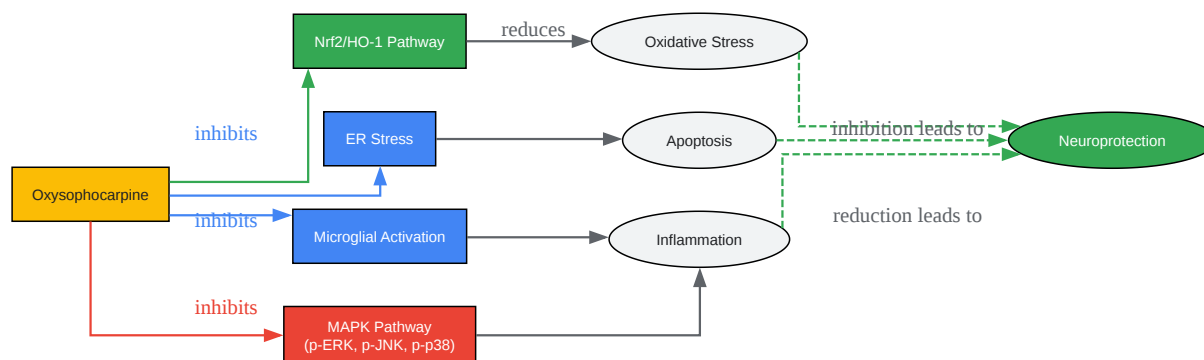 Nrf2/HO-1 Pathway
reduces
Oxidative Stress
inhibits
ER Stress
Apoptosis
inhibition leads to
Neuroprotection
Oxysophocarpine
inhibits
Microglial Activation
Inflammation
reduction leads to
inhibits
MAPK Pathway
(p-ERK, p-JNK, p-p38)